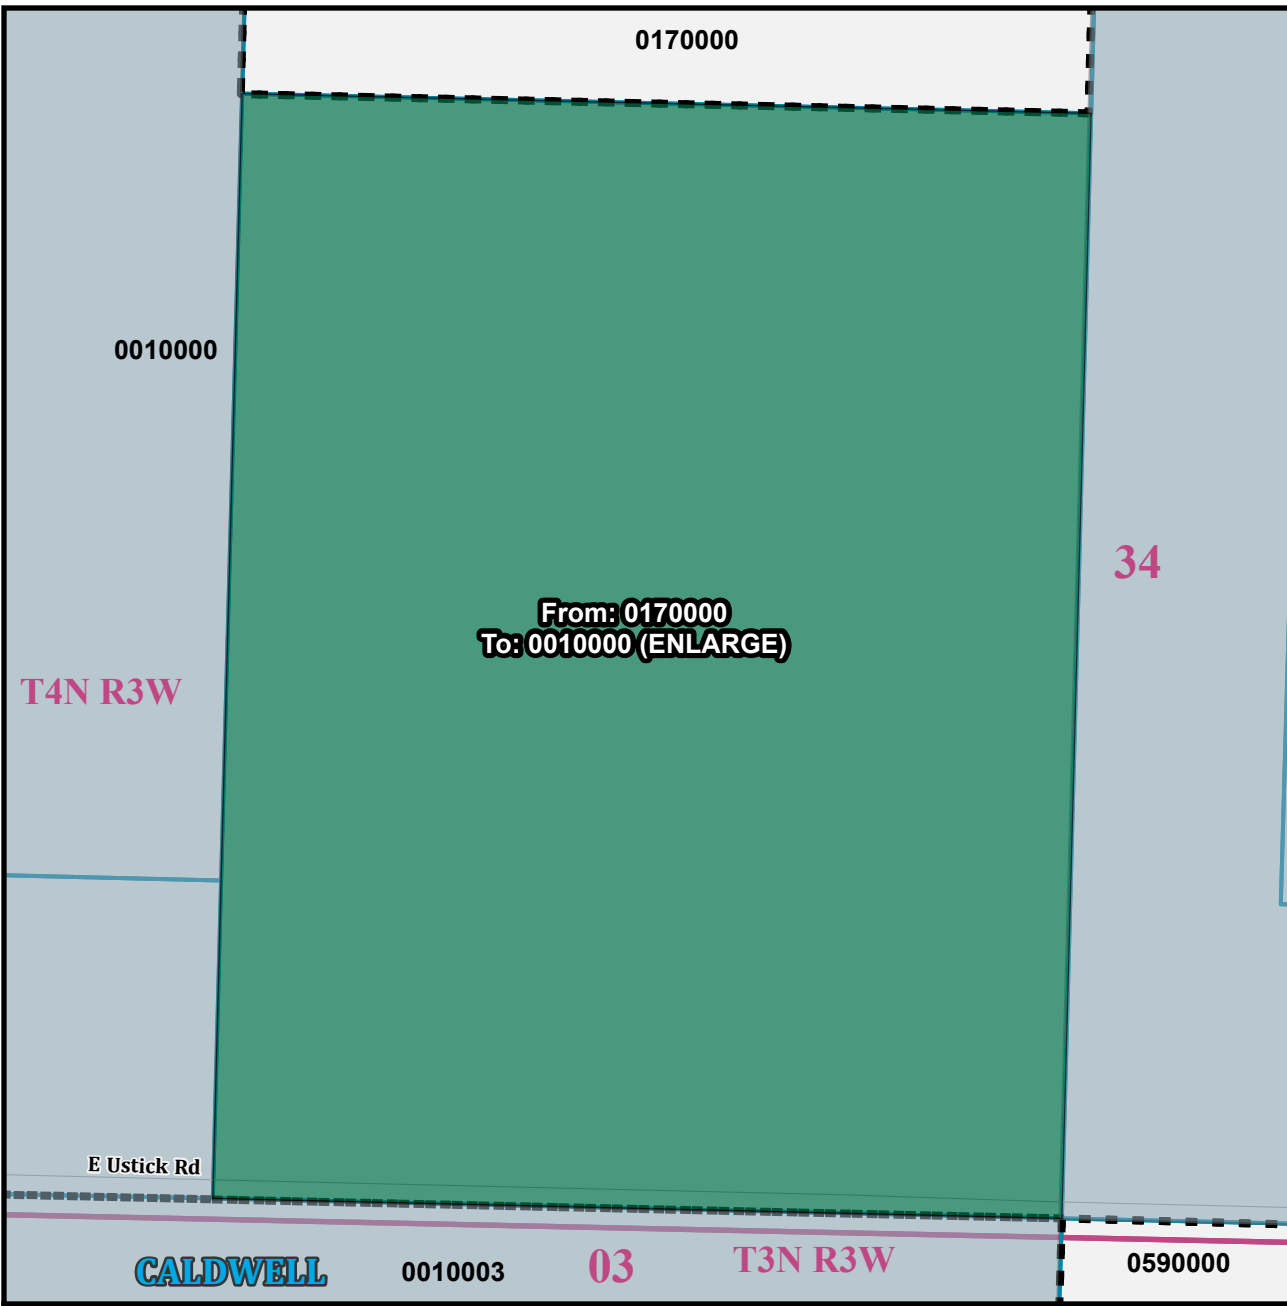 0170000
0010000
34
From: 0170000
To: 0010000 (ENLARGE)
T4N R3W
E Ustick Rd
CALDWELL
0010003
03
T3N R3W
0590000